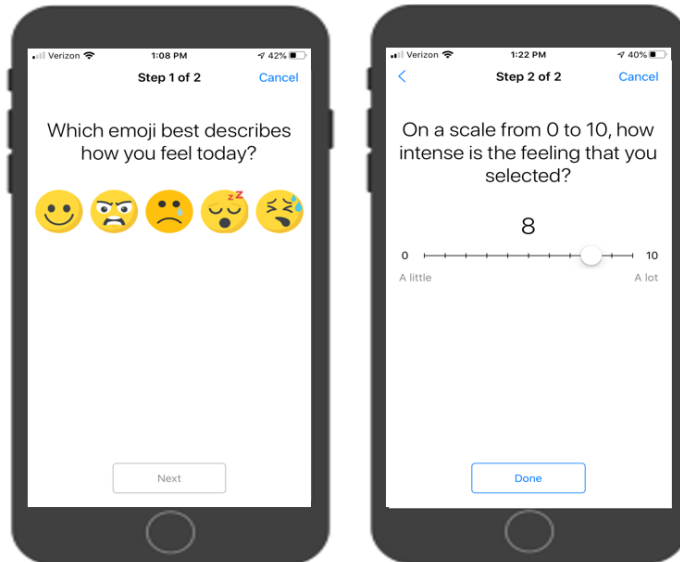 Verizon 1:08 PM 42%
Step 1 of 2 Cancel
Which emoji best describes
how you feel today?
z Z
Next
Verizon 1:22 PM 40%
Step 2 of 2 Cancel
On a scale from 0 to 10, how
intense is the feeling that you
selected?
8
0 10
A little A lot
Done